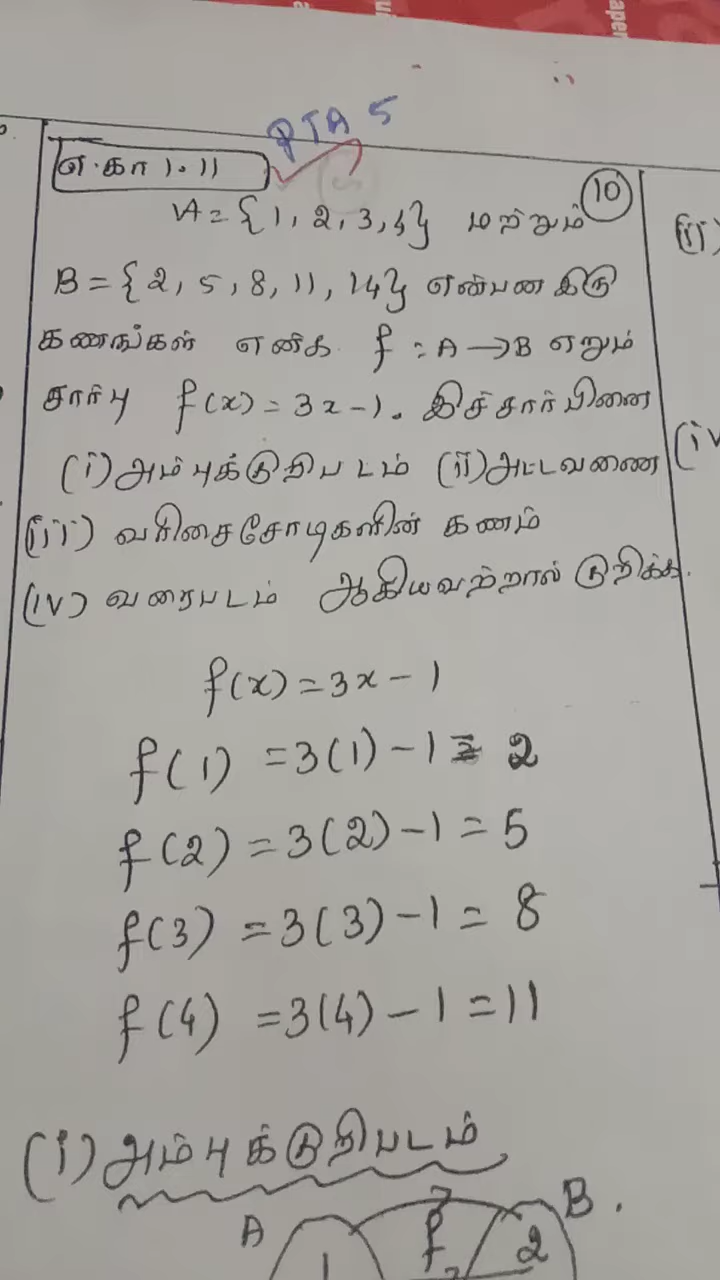 PTA 5
எ.கா 1.11
10
A = {1, 2, 3, 4} மற்றும்
B = {2, 5, 8, 11, 14} என்பன இரு
கணங்கள் எனிக f : A → B எறும்
சார்பு f(x) = 3x - 1. இச்சார்பினை
(i) அம்புக்குறிபடம் (ii) அட்டவணை
(iii) வரிசைசோடிகளின் கணம்
(iv) வரைபடம் ஆகியவற்றால் குறிக்க.
f(x) = 3x - 1
f(1) = 3(1) - 1 = 2
f(2) = 3(2) - 1 = 5
f(3) = 3(3) - 1 = 8
f(4) = 3(4) - 1 = 11
(i) அம்புக்குறிபடம்
A f B .
1 2
(ii)
(iv